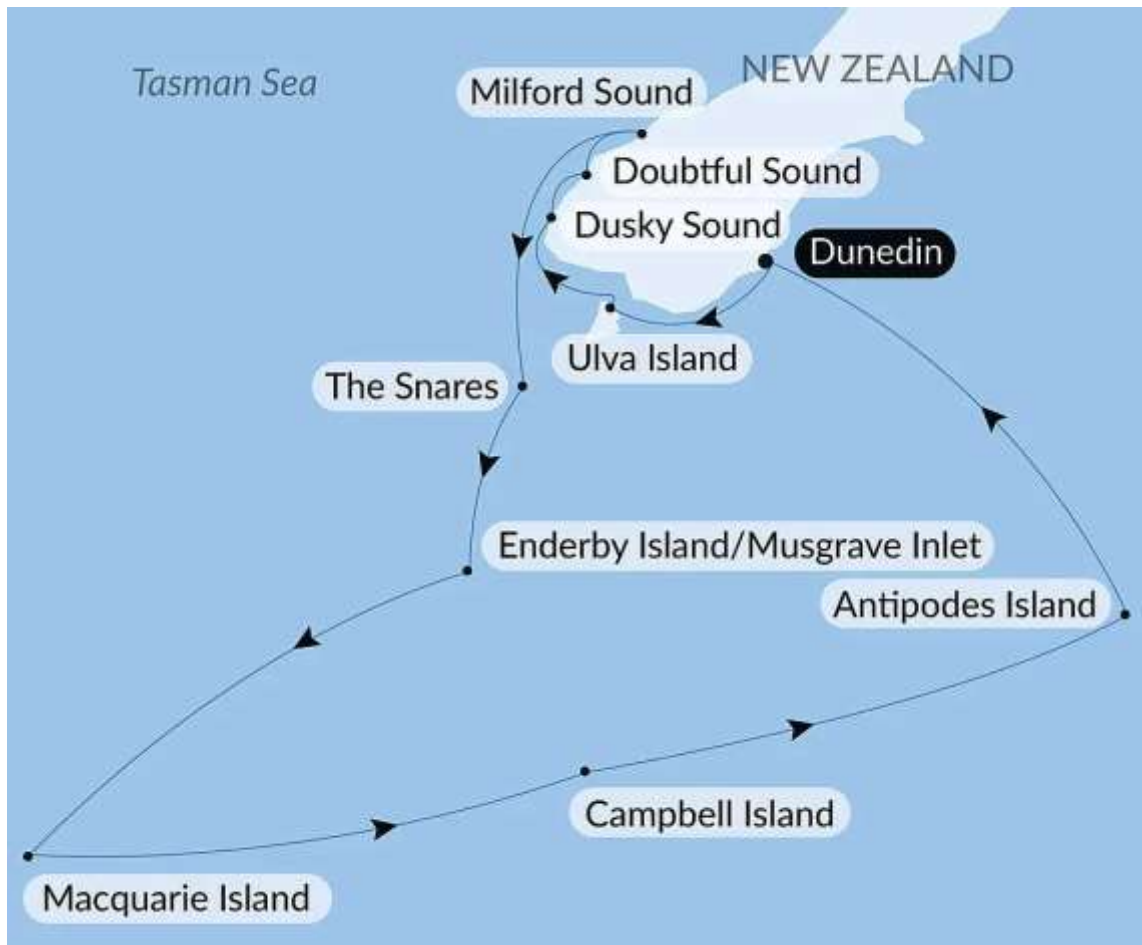 NEW ZEALAND
Tasman Sea
Milford Sound
Doubtful Sound
Dusky Sound
Dunedin
Ulva Island
The Snares
Enderby Island/Musgrave Inlet
Antipodes Island
Campbell Island
Macquarie Island